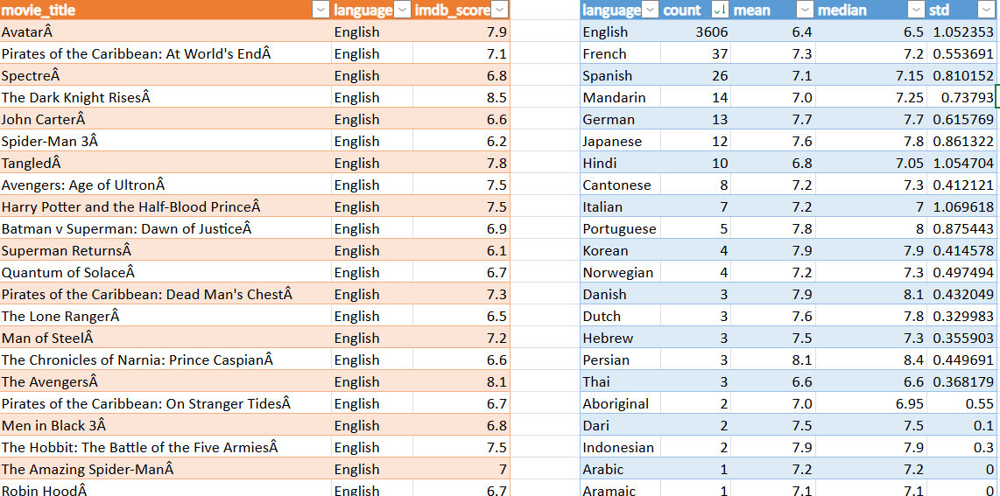 movie_title language imdb_score language count mean median std
AvatarÂ English 7.9 English 3606 6.4 6.5 1.052353
Pirates of the Caribbean: At World's EndÂ English 7.1 French 37 7.3 7.2 0.553691
SpectreÂ English 6.8 Spanish 26 7.1 7.15 0.810152
The Dark Knight RisesÂ English 8.5 Mandarin 14 7.0 7.25 0.73793
John CarterÂ English 6.6 German 13 7.7 7.7 0.615769
Spider-Man 3Â English 6.2 Japanese 12 7.6 7.8 0.861322
TangledÂ English 7.8 Hindi 10 6.8 7.05 1.054704
Avengers: Age of UltronÂ English 7.5 Cantonese 8 7.2 7.3 0.412121
Harry Potter and the Half-Blood PrinceÂ English 7.5 Italian 7 7.2 7 1.069618
Batman v Superman: Dawn of JusticeÂ English 6.9 Portuguese 5 7.8 8 0.875443
Superman ReturnsÂ English 6.1 Korean 4 7.9 7.9 0.414578
Quantum of SolaceÂ English 6.7 Norwegian 4 7.2 7.3 0.497494
Pirates of the Caribbean: Dead Man's ChestÂ English 7.3 Danish 3 7.9 8.1 0.432049
The Lone RangerÂ English 6.5 Dutch 3 7.6 7.8 0.329983
Man of SteelÂ English 7.2 Hebrew 3 7.5 7.3 0.355903
The Chronicles of Narnia: Prince CaspianÂ English 6.6 Persian 3 8.1 8.4 0.449691
The AvengersÂ English 8.1 Thai 3 6.6 6.6 0.368179
Pirates of the Caribbean: On Stranger TidesÂ English 6.7 Aboriginal 2 7.0 6.95 0.55
Men in Black 3Â English 6.8 Dari 2 7.5 7.5 0.1
The Hobbit: The Battle of the Five ArmiesÂ English 7.5 Indonesian 2 7.9 7.9 0.3
The Amazing Spider-ManÂ English 7 Arabic 1 7.2 7.2 0
Robin HoodÂ English 6.7 Aramaic 1 7.1 7.1 0